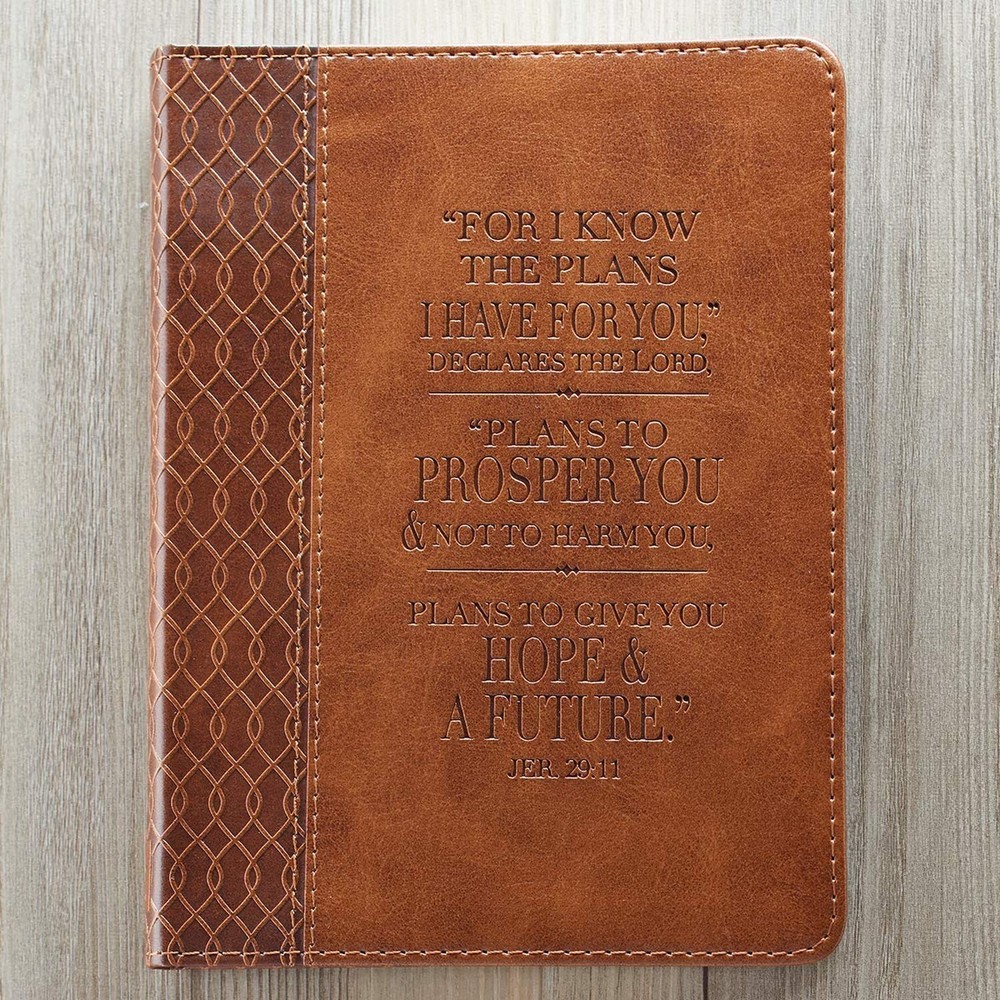 “FOR I KNOW
THE PLANS
I HAVE FOR YOU,”
DECLARES THE LORD,
“PLANS TO
PROSPER YOU
& NOT TO HARM YOU,
PLANS TO GIVE YOU
HOPE &
A FUTURE.”
JER. 29:11